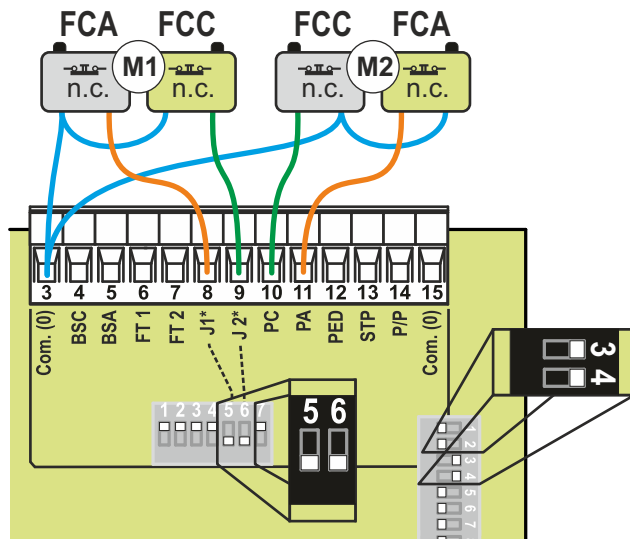 FCA FCC FCC FCA
M1 M2
n.c. n.c. n.c. n.c.
3 4 5 6 7 8 9 10 11 12 13 14 15
Com. (0) BSC BSA FT 1 FT 2 J1* J 2* PC PA PED STP P/P Com. (0)
3
4
1 2 3 4 5 6 7
5 6
1
2
3
4
5
6
7